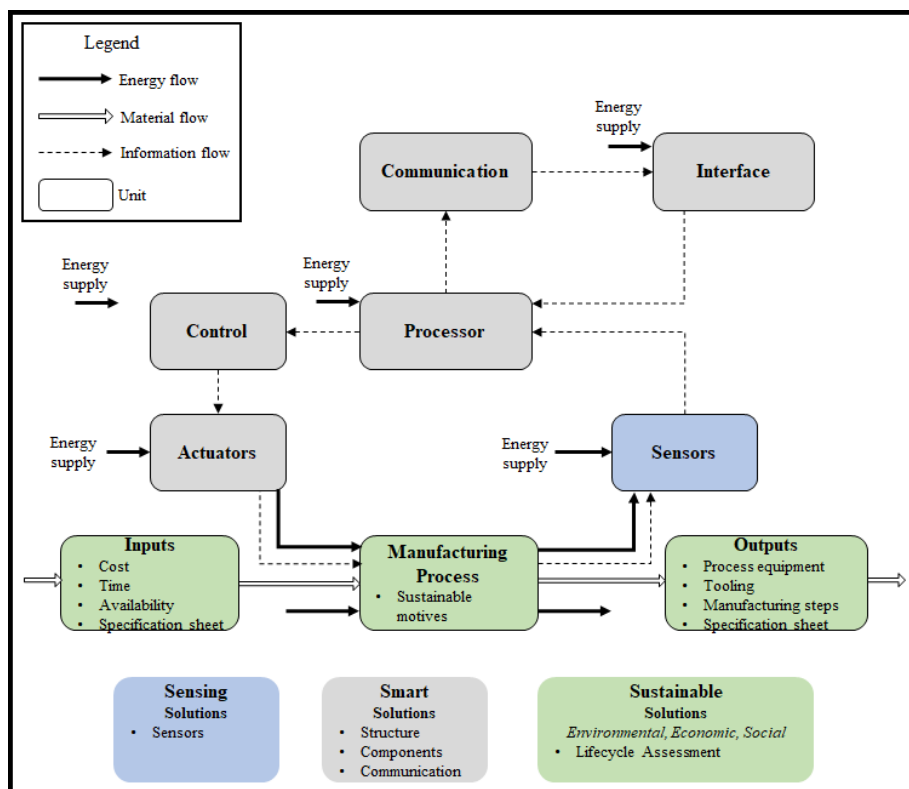 Legend
Energy flow
Material flow
Information flow
Unit
Energy
supply
Communication
Interface
Energy
supply
Energy
supply
Control
Processor
Energy
supply
Actuators
Energy
supply
Sensors
Inputs
• Cost
• Time
• Availability
• Specification sheet
Manufacturing
Process
• Sustainable
motives
Outputs
• Process equipment
• Tooling
• Manufacturing steps
• Specification sheet
Sensing
Solutions
• Sensors
Smart
Solutions
• Structure
• Components
• Communication
Sustainable
Solutions
Environmental, Economic, Social
• Lifecycle Assessment